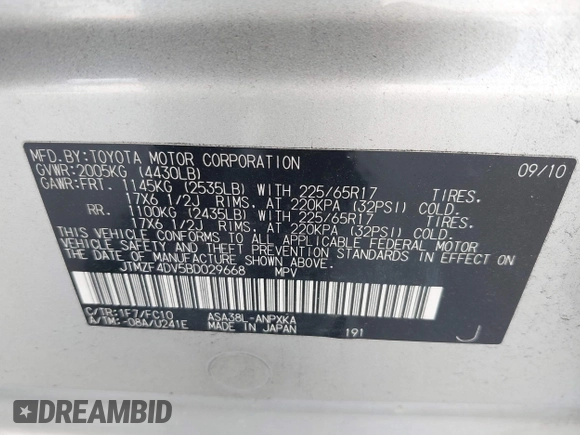 MFD.BY:TOYOTA MOTOR CORPORATION 09/10
GVWR:2005KG (4430LB)
GAWR:FRT. 1145KG (2535LB) WITH 225/65R17 TIRES.
17X6 1/2J RIMS. AT 220KPA (32PSI) COLD.
RR. 1100KG (2435LB) WITH 225/65R17 TIRES.
17X6 1/2J RIMS. AT 220KPA (32PSI) COLD.
THIS VEHICLE CONFORMS TO ALL APPLICABLE FEDERAL MOTOR
VEHICLE SAFETY AND THEFT PREVENTION STANDARDS IN EFFECT ON
THE DATE OF MANUFACTURE SHOWN ABOVE.
JTMZF4DV5BD029668 MPV
C/TR:1F7/FC10 ASA38L-ANPXKA
A/TM:-08A/U241E MADE IN JAPAN 191 J
DREAMBID